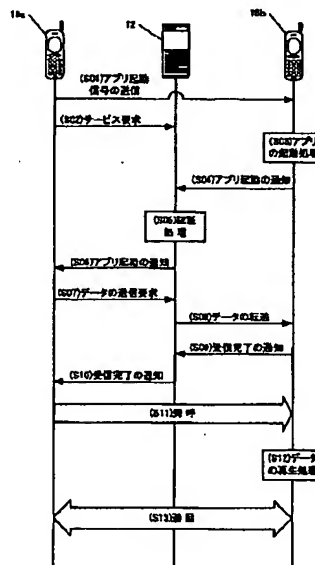 12
(S01)アプリ起動
信号の送信
(S02)サービス要求
(S03)アプリ
の起動処理
(S04)アプリ起動の通知
(S05)認証
処理
(S06)アプリ起動の通知
(S07)データの送信要求
(S08)データの転送
(S09)受信完了の通知
(S10)受信完了の通知
(S11)発呼
(S12)データ
の再生処理